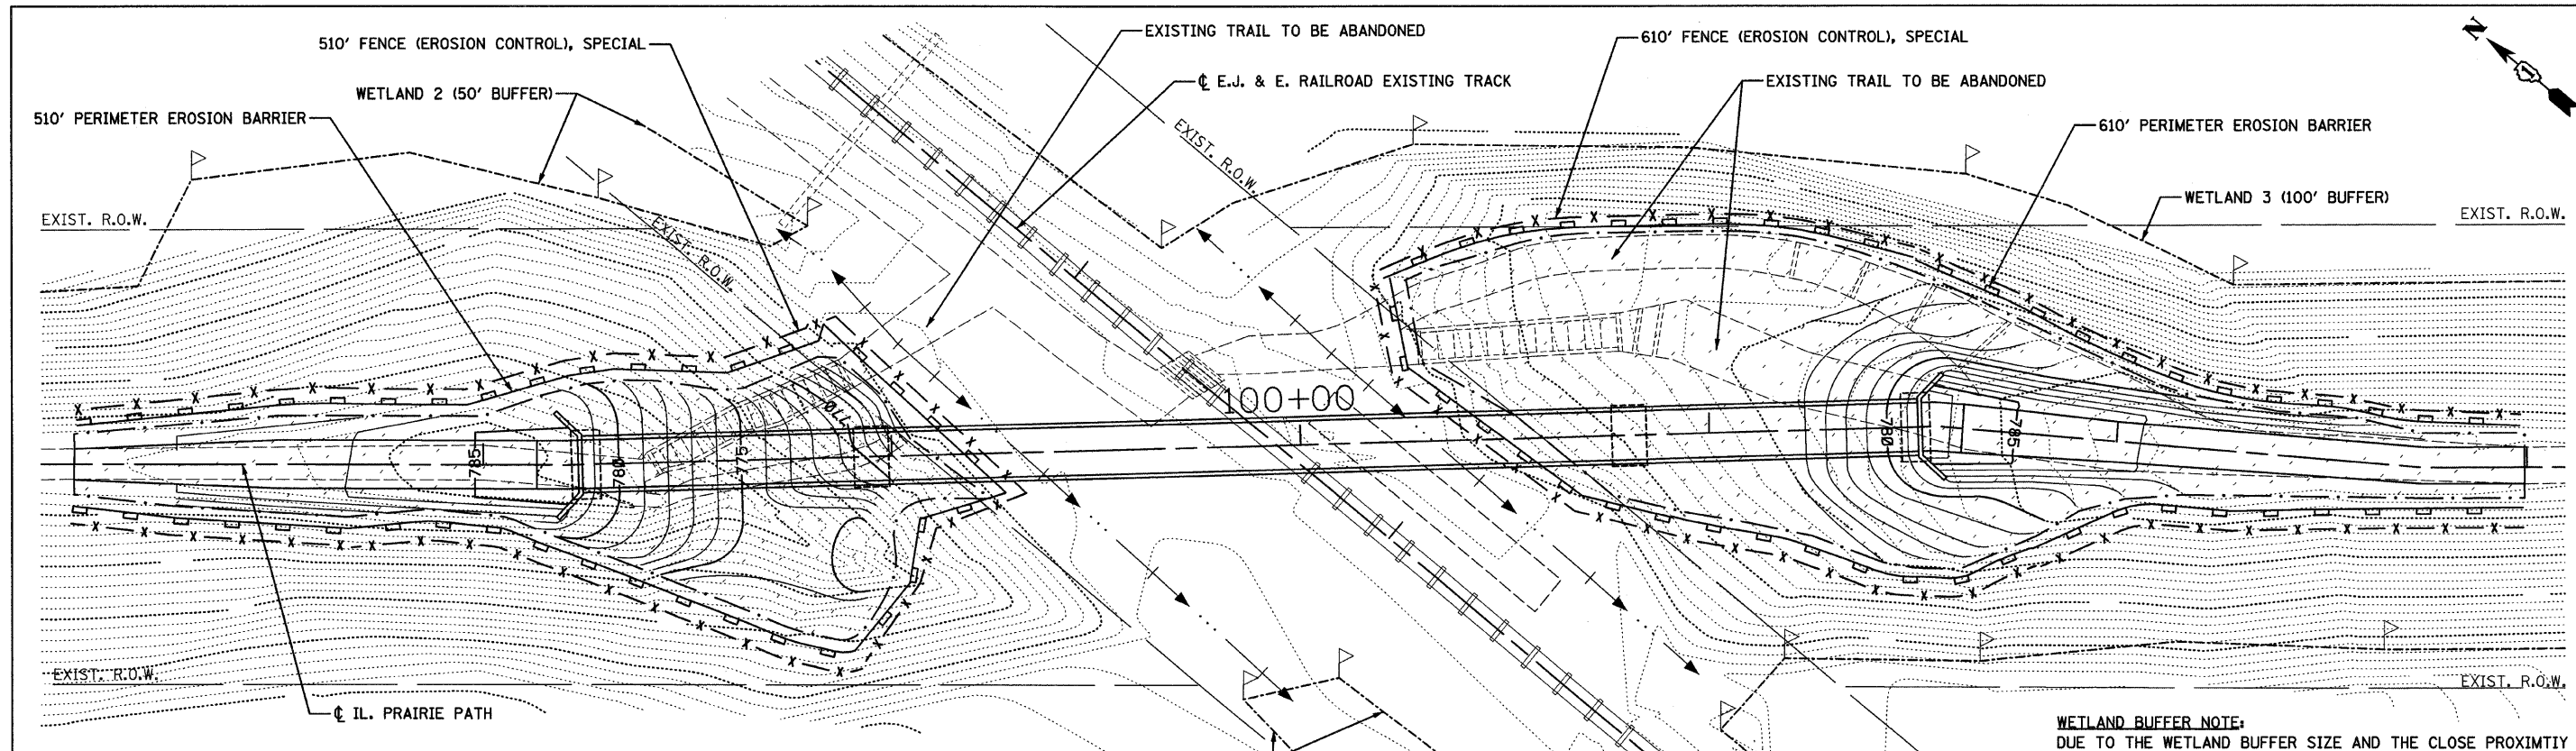 510' FENCE (EROSION CONTROL), SPECIAL
EXISTING TRAIL TO BE ABANDONED
610' FENCE (EROSION CONTROL), SPECIAL
N
WETLAND 2 (50' BUFFER)
℄ E.J. & E. RAILROAD EXISTING TRACK
EXISTING TRAIL TO BE ABANDONED
510' PERIMETER EROSION BARRIER
EXIST. R.O.W.
610' PERIMETER EROSION BARRIER
WETLAND 3 (100' BUFFER)
EXIST. R.O.W.
EXIST. R.O.W.
EXIST. R.O.W.
100+00
770
785
780
775
780
785
EXIST. R.O.W.
EXIST. R.O.W.
℄ IL. PRAIRIE PATH
WETLAND BUFFER NOTE:
DUE TO THE WETLAND BUFFER SIZE AND THE CLOSE PROXIMTIY